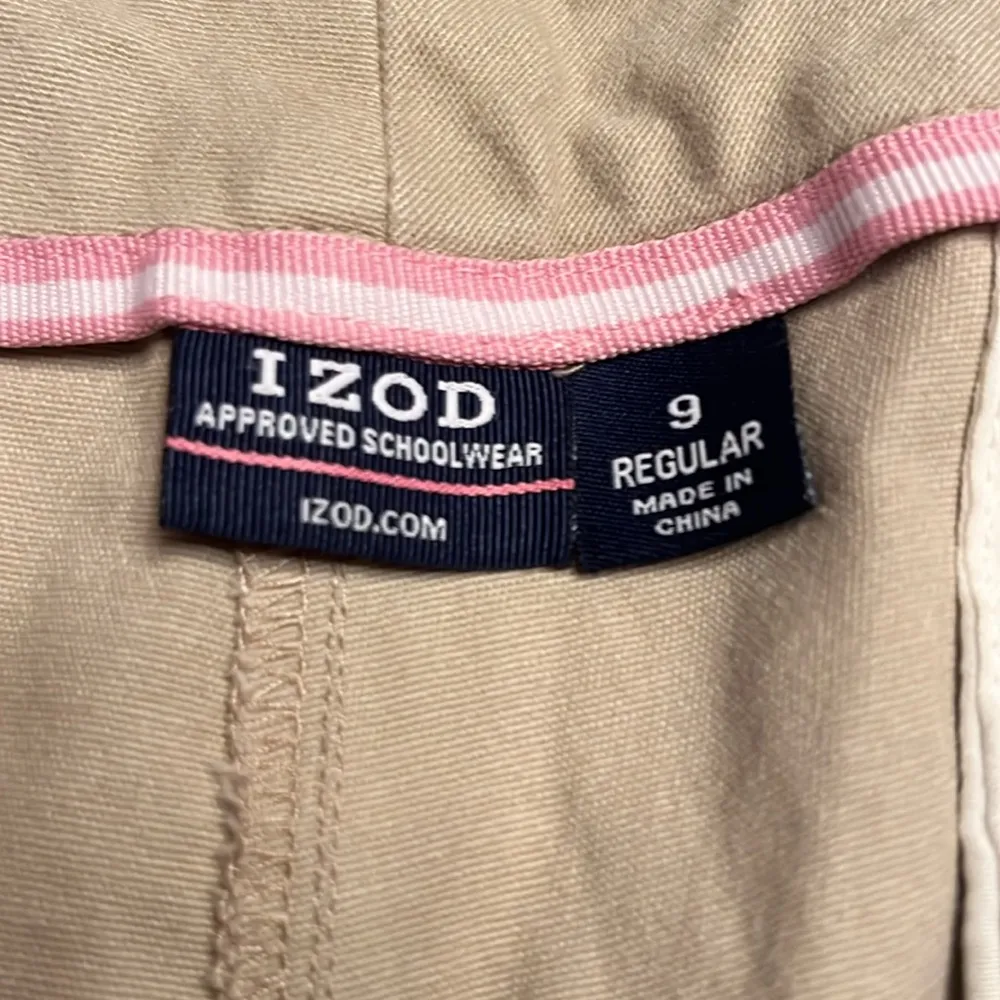 IZOD
APPROVED SCHOOLWEAR
IZOD.COM
9
REGULAR
MADE IN
CHINA